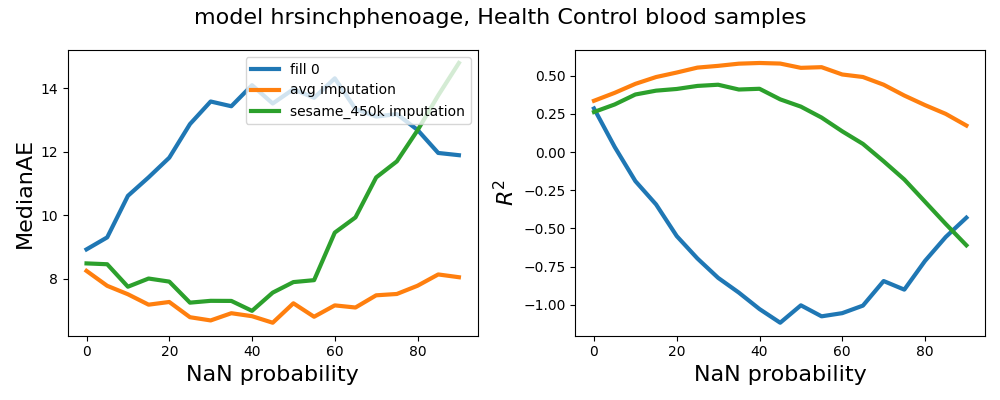 model hrsinchphenoage, Health Control blood samples
MedianAE
14
12
10
8
fill 0
avg imputation
sesame_450k imputation
0 20 40 60 80
NaN probability
R²
0.50
0.25
0.00
−0.25
−0.50
−0.75
−1.00
0 20 40 60 80
NaN probability